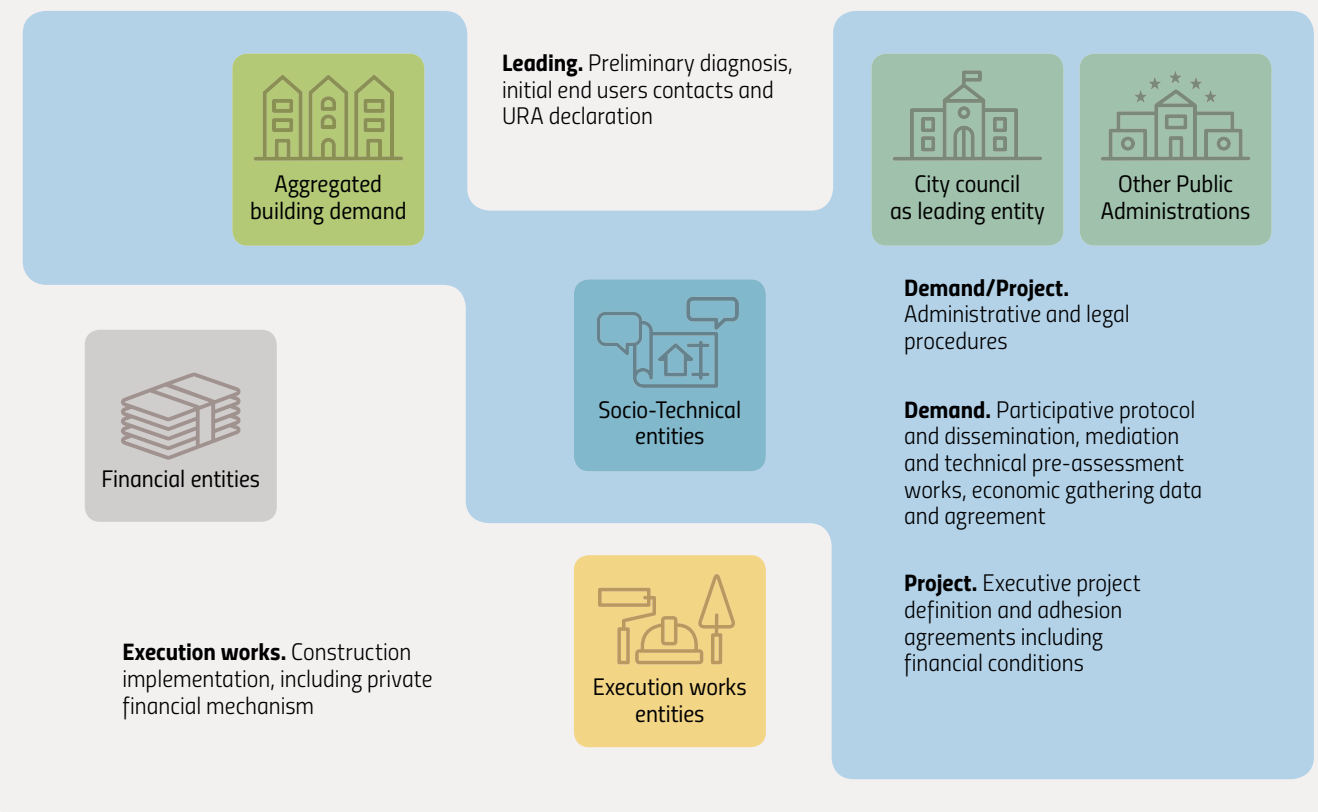 Leading. Preliminary diagnosis,
initial end users contacts and
URA declaration
Aggregated
building demand
City council
as leading entity
Other Public
Administrations
Demand/Project.
Administrative and legal
procedures
Socio-Technical
entities
Financial entities
Demand. Participative protocol
and dissemination, mediation
and technical pre-assessment
works, economic gathering data
and agreement
Project. Executive project
definition and adhesion
agreements including
financial conditions
Execution works. Construction
implementation, including private
financial mechanism
Execution works
entities